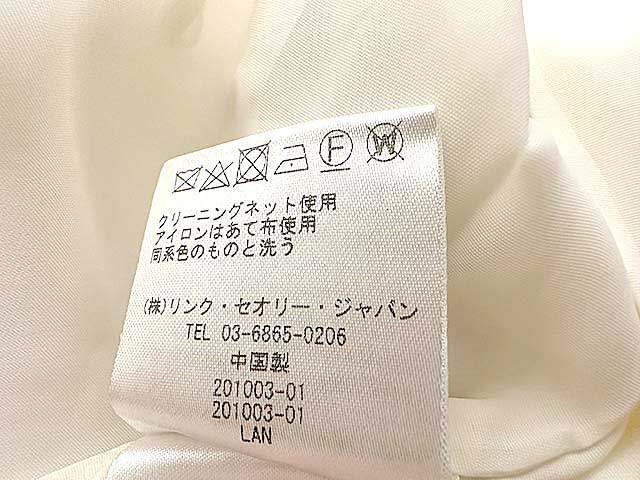 F W
クリーニングネット使用
アイロンはあて布使用
同系色のものと洗う
(株)リンク・セオリー・ジャパン
TEL 03-6865-0206
中国製
201003-01
201003-01
LAN